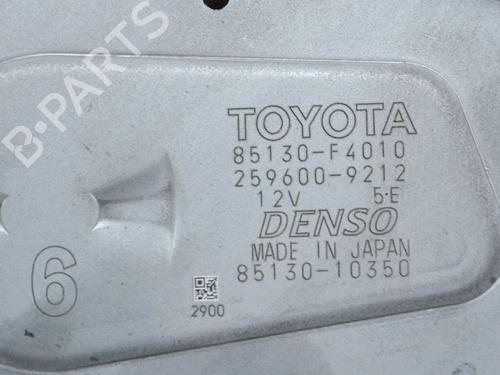 B-PARTS
TOYOTA
85130-F4010
259600-9212
12V 5·E
DENSO
MADE IN JAPAN
85130-10350
6
2900